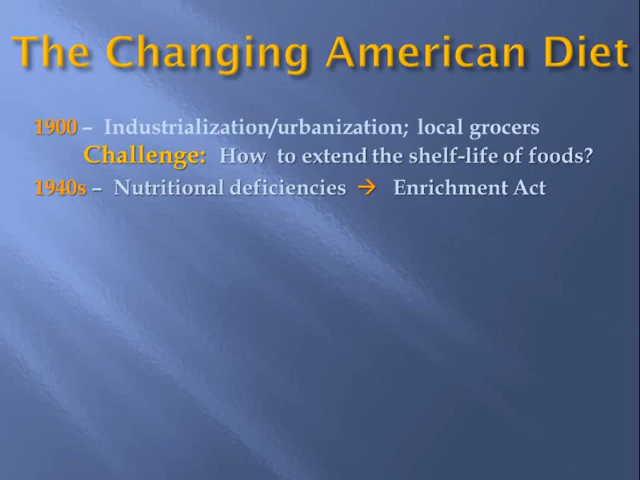 The Changing American Diet
1900 – Industrialization/urbanization; local grocers
Challenge: How to extend the shelf-life of foods?
1940s – Nutritional deficiencies → Enrichment Act